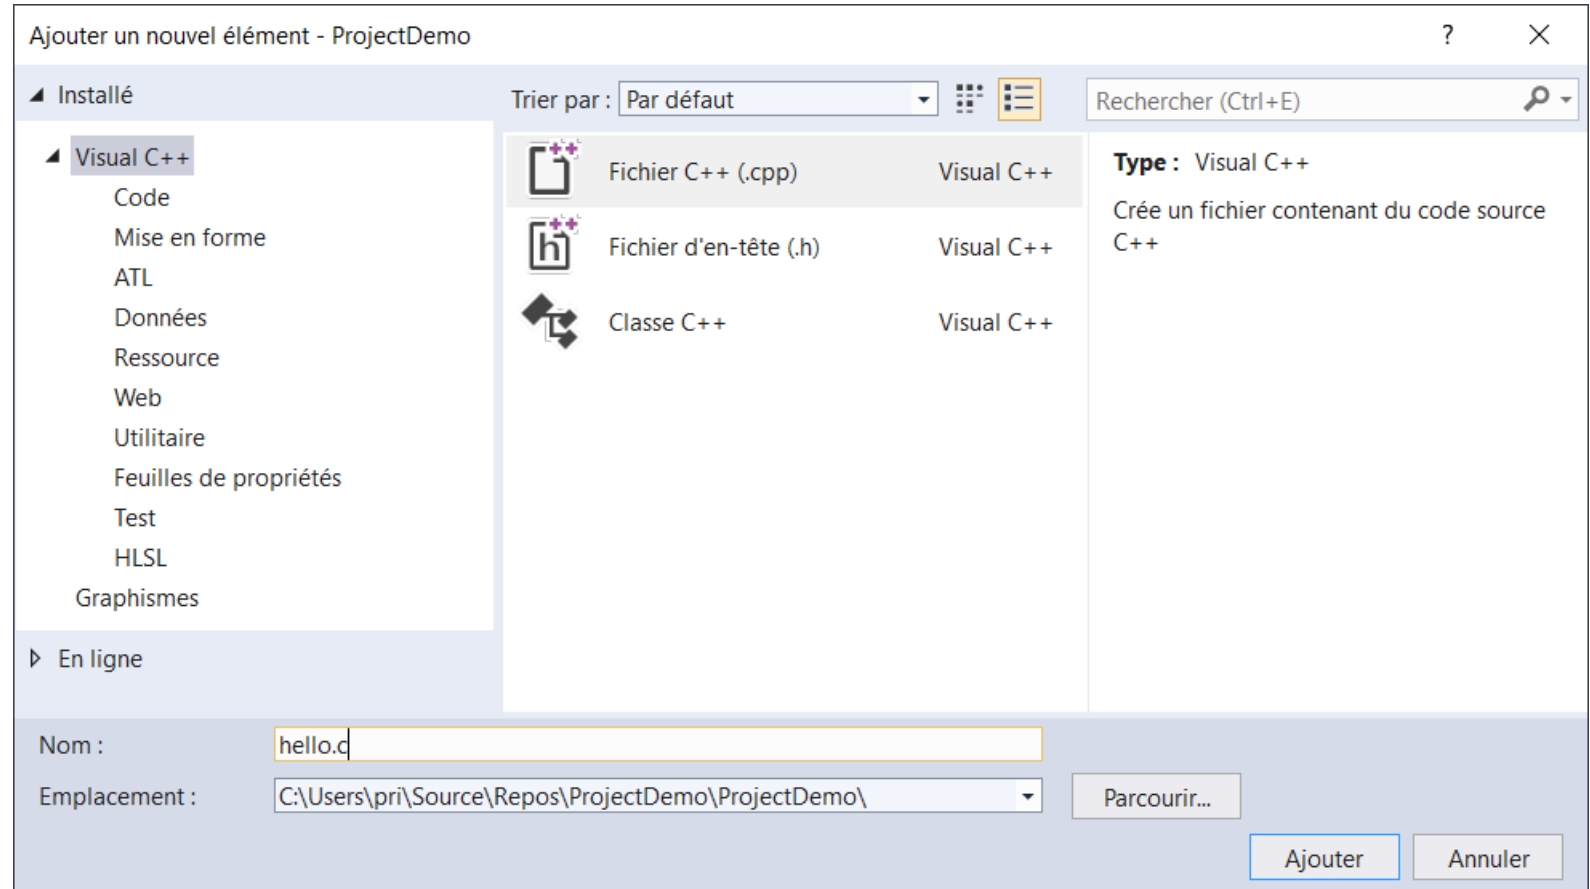 Ajouter un nouvel élément - ProjectDemo
?
Installé
Trier par : Par défaut
Rechercher (Ctrl+E)
Visual C++
Code
Mise en forme
ATL
Données
Ressource
Web
Utilitaire
Feuilles de propriétés
Test
HLSL
Graphismes
En ligne
Fichier C++ (.cpp) Visual C++
Fichier d'en-tête (.h) Visual C++
Classe C++ Visual C++
Type : Visual C++
Crée un fichier contenant du code source
C++
Nom : hello.c
Emplacement : C:\Users\pri\Source\Repos\ProjectDemo\ProjectDemo\
Parcourir...
Ajouter Annuler